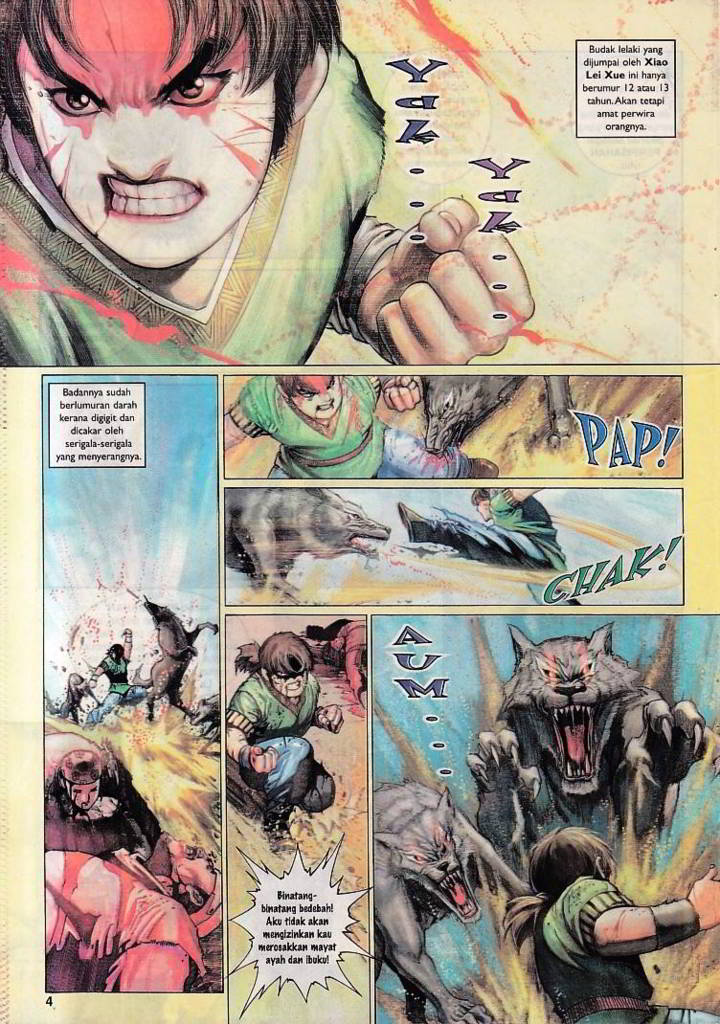 Yak...
Yak...
Budak lelaki yang
dijumpai oleh Xiao
Lei Xue ini hanya
berumur 12 atau 13
tahun. Akan tetapi
amat perwira
orangnya.
Badannya sudah
berlumuran darah
kerana digigit dan
dicakar oleh
serigala-serigala
yang menyerangnya.
PAP!
CHAK!
AUM...
Binatang-
binatang bedebah!
Aku tidak akan
mengizinkan kau
merosakkan mayat
ayah dan ibuku!
4